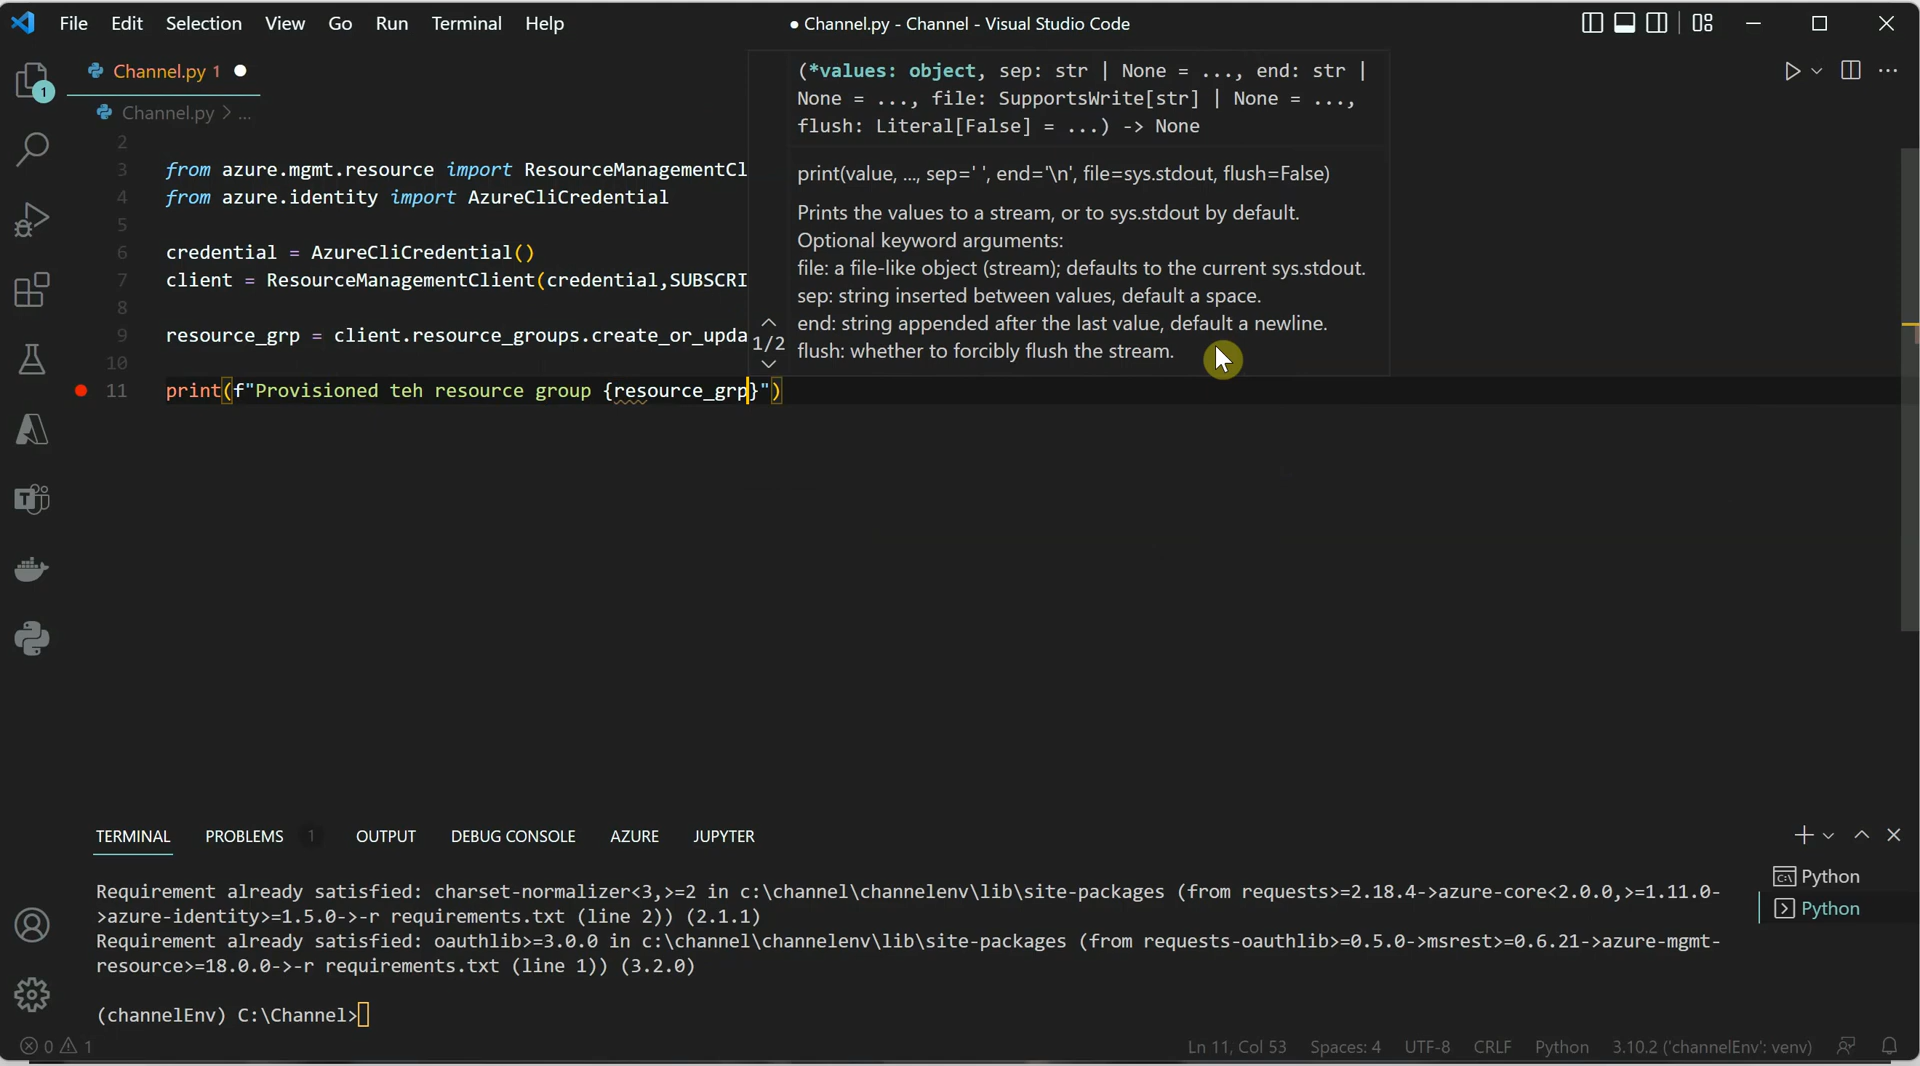 File Edit Selection View Go Run Terminal Help
● Channel.py - Channel - Visual Studio Code
Channel.py 1
1
Channel.py > ...
(*values: object, sep: str | None = ..., end: str |
None = ..., file: SupportsWrite[str] | None = ...,
flush: Literal[False] = ...) -> None
print(value, ..., sep=' ', end='\n', file=sys.stdout, flush=False)
Prints the values to a stream, or to sys.stdout by default.
Optional keyword arguments:
file: a file-like object (stream); defaults to the current sys.stdout.
sep: string inserted between values, default a space.
end: string appended after the last value, default a newline.
flush: whether to forcibly flush the stream.
1/2
2
3 from azure.mgmt.resource import ResourceManagementCl
4 from azure.identity import AzureCliCredential
5
6 credential = AzureCliCredential()
7 client = ResourceManagementClient(credential,SUBSCRI
8
9 resource_grp = client.resource_groups.create_or_upda
10
11 print(f"Provisioned teh resource group {resource_grp}")
TERMINAL PROBLEMS 1 OUTPUT DEBUG CONSOLE AZURE JUPYTER
Requirement already satisfied: charset-normalizer<3,>=2 in c:\channel\channelenv\lib\site-packages (from requests>=2.18.4->azure-core<2.0.0,>=1.11.0-
>azure-identity>=1.5.0->-r requirements.txt (line 2)) (2.1.1)
Requirement already satisfied: oauthlib>=3.0.0 in c:\channel\channelenv\lib\site-packages (from requests-oauthlib>=0.5.0->msrest>=0.6.21->azure-mgmt-
resource>=18.0.0->-r requirements.txt (line 1)) (3.2.0)
(channelEnv) C:\Channel>
Python
Python
0 1
Ln 11, Col 53 Spaces: 4 UTF-8 CRLF Python 3.10.2 ('channelEnv': venv)